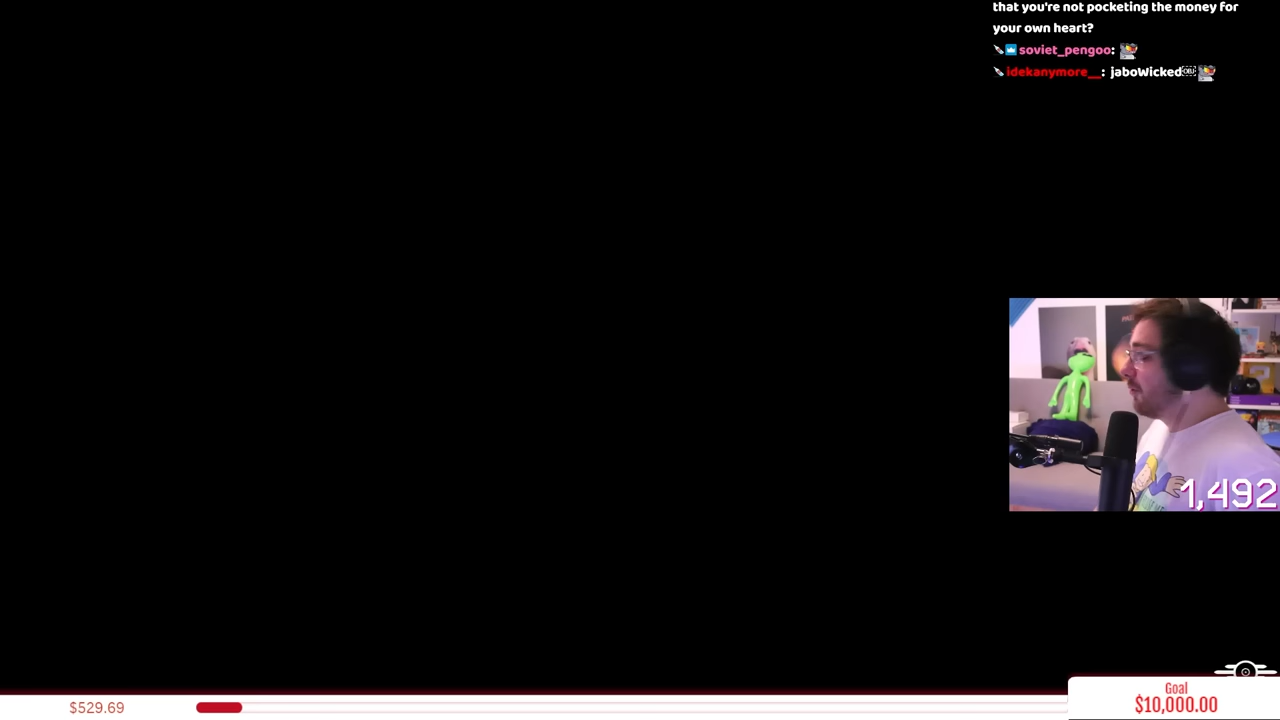 that you're not pocketing the money for
your own heart?
soviet_pengoo:
idekanymore__: jaboWicked
1,492
Goal
$529.69
$10,000.00